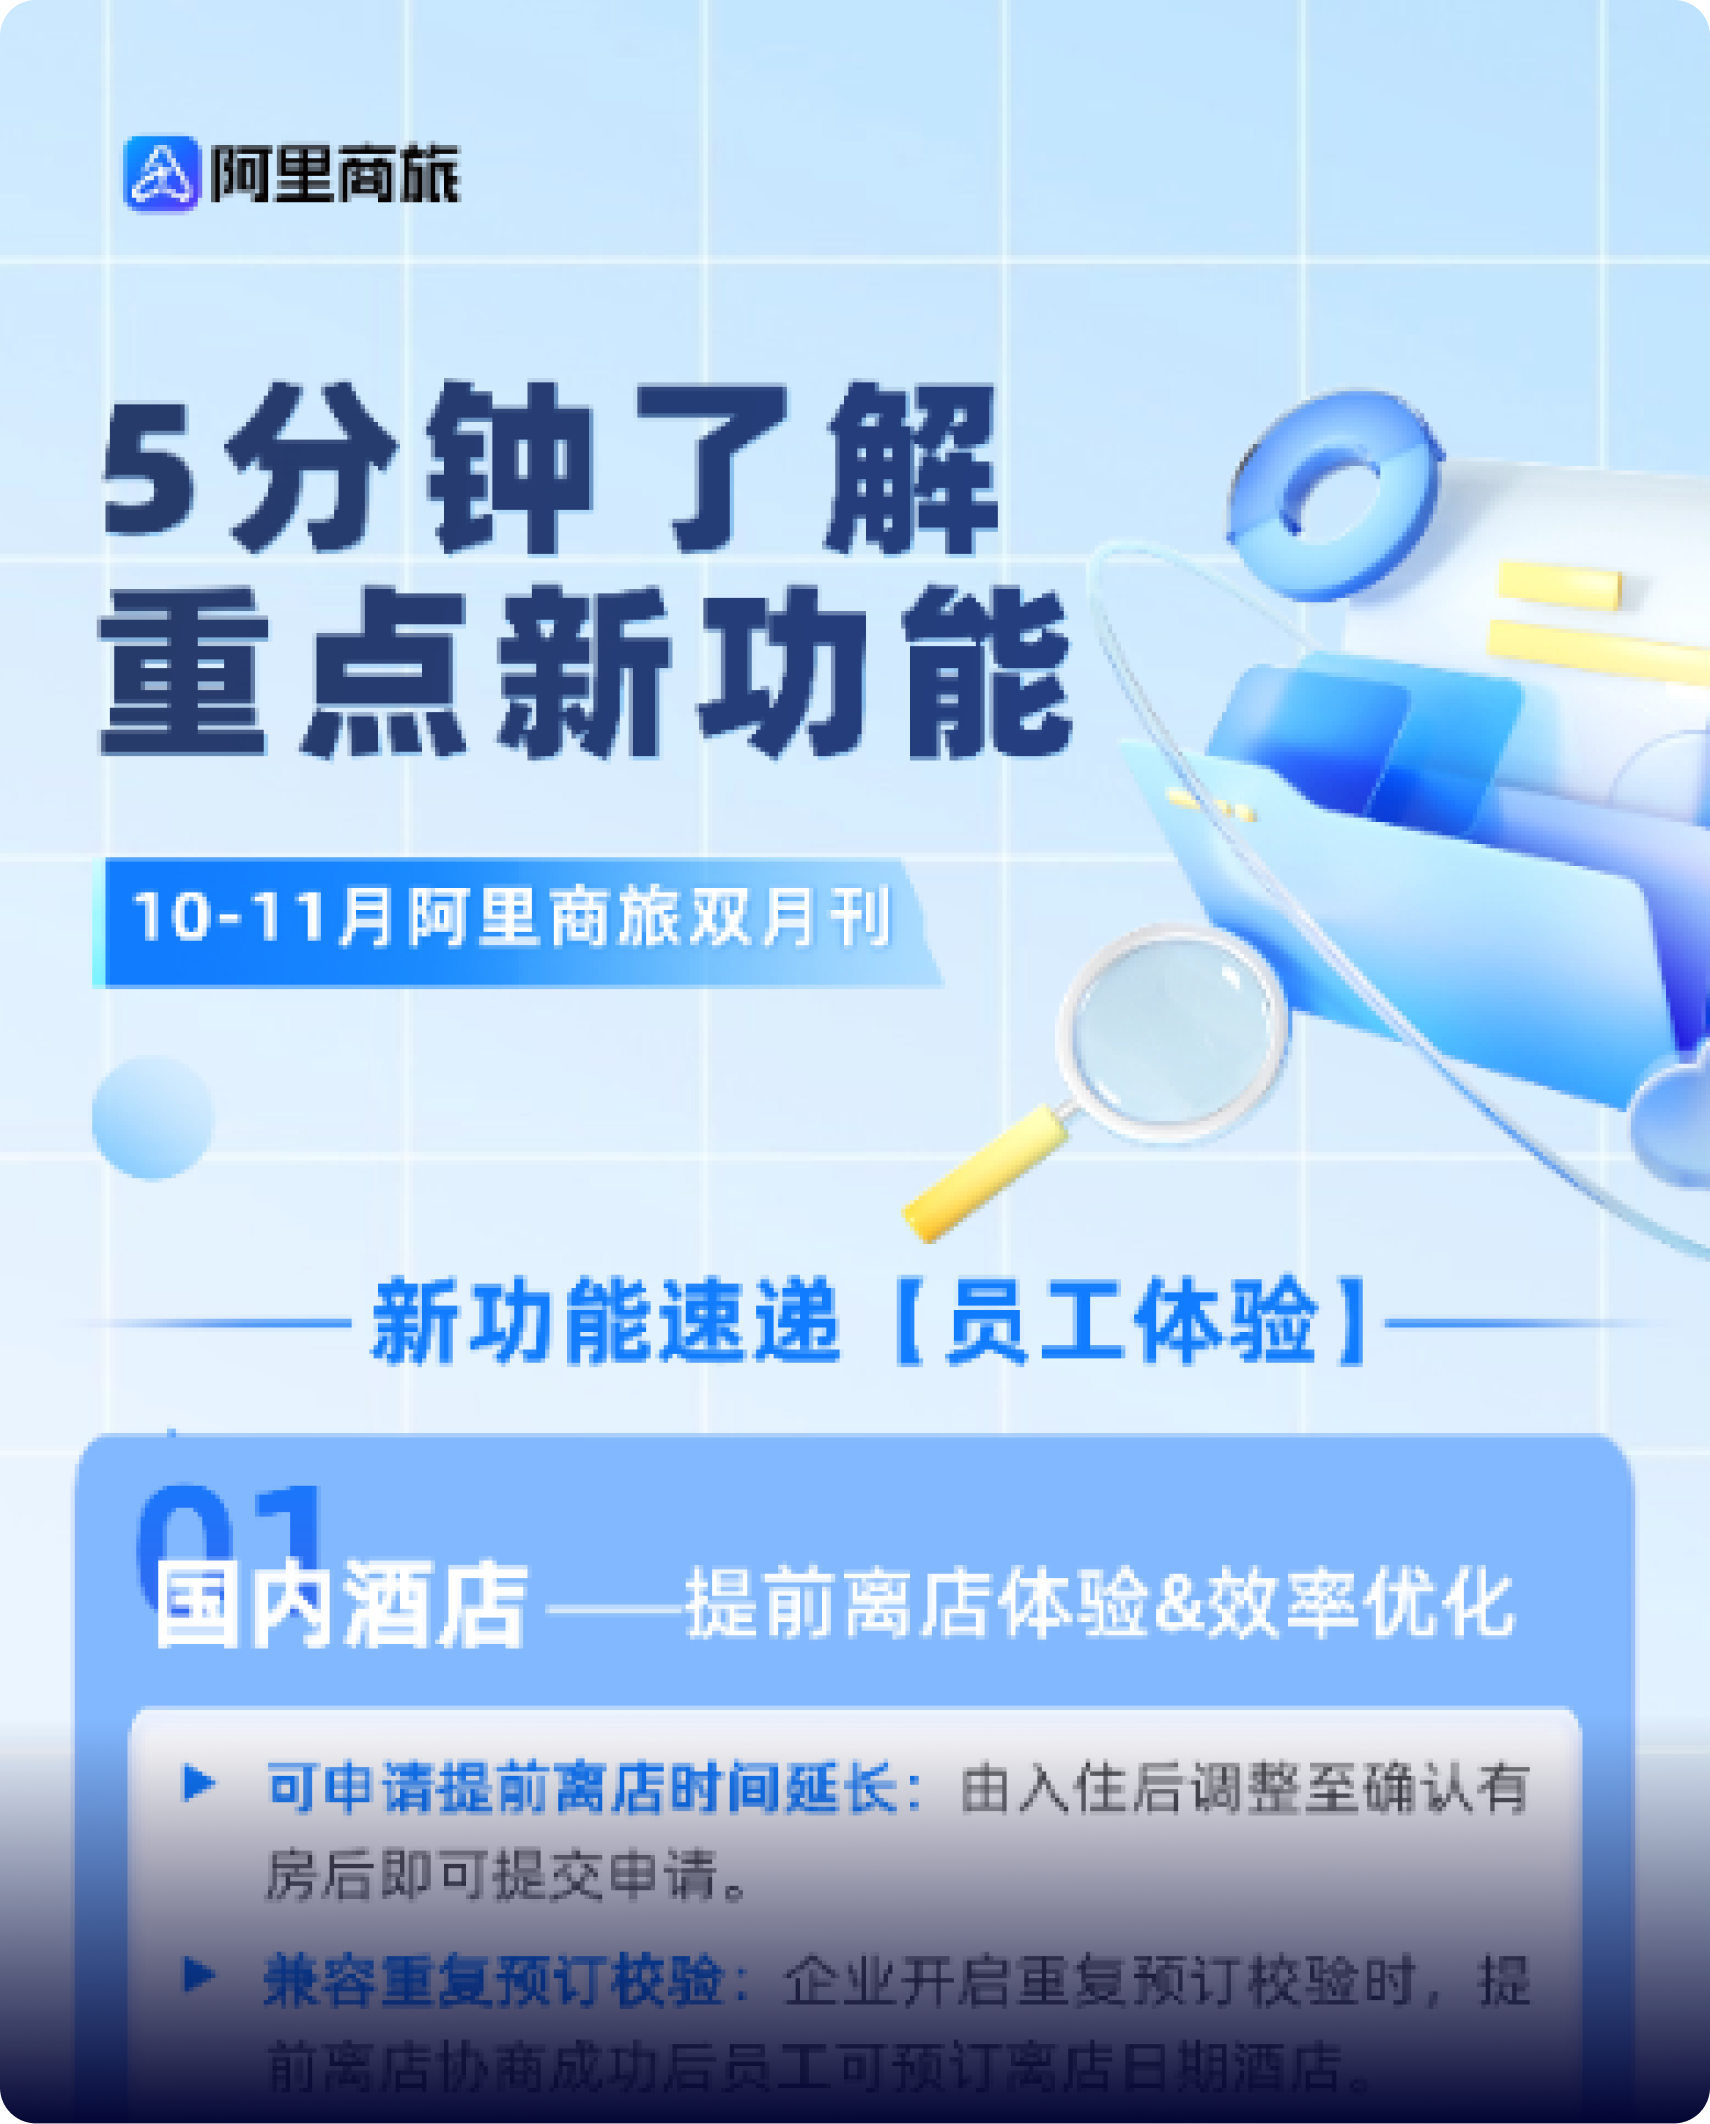 阿里商旅
5分钟了解
重点新功能
10-11月阿里商旅双月刊
新功能速递【员工体验】
01
国内酒店——提前离店体验&效率优化
▶ 可申请提前离店时间延长：由入住后调整至确认有
房后即可提交申请。
▶ 兼容重复预订校验：企业开启重复预订校验时，提
前离店协商成功后员工可预订离店日期酒店。